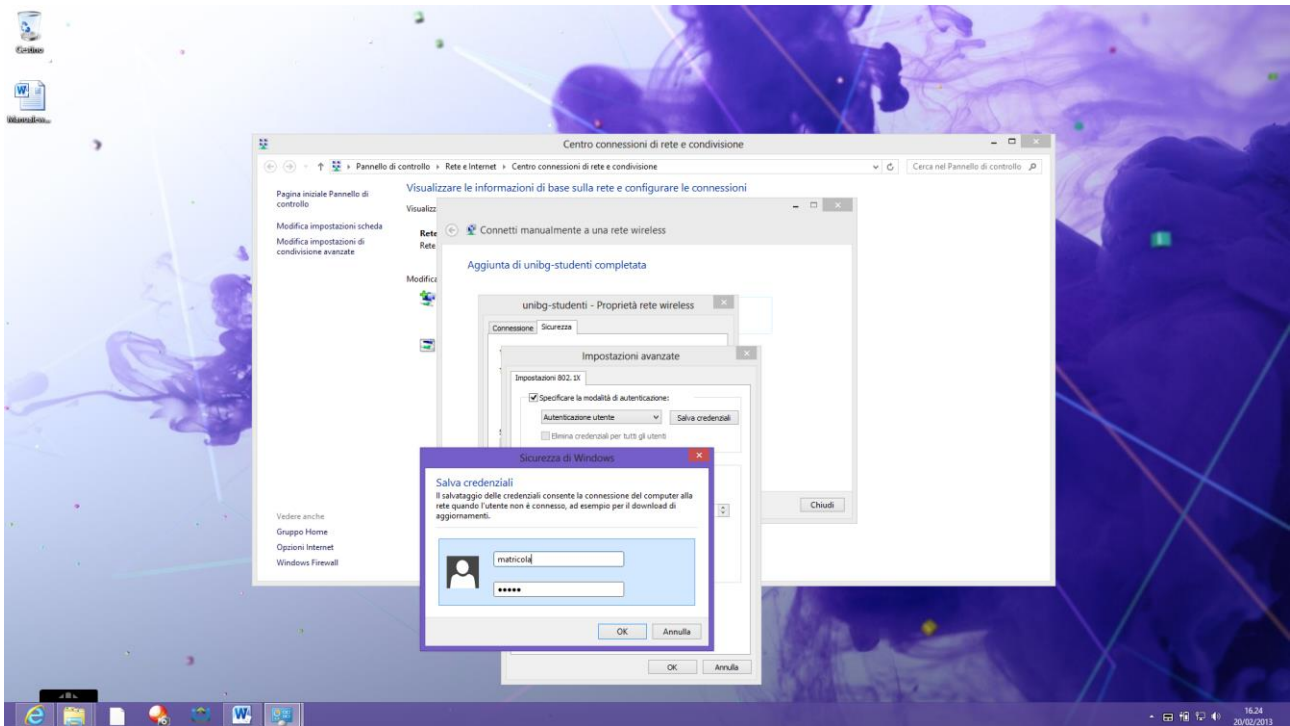 Cestino
Centro connessioni di rete e condivisione
Pannello di controllo
Rete e Internet
Centro connessioni di rete e condivisione
Cerca nel Pannello di controllo
Pagina iniziale Pannello di
controllo
Modifica impostazioni scheda
Modifica impostazioni di
condivisione avanzate
Visualizzare le informazioni di base sulla rete e configurare le connessioni
Visualizz
Rete
Rete
Modifica
Connetti manualmente a una rete wireless
Aggiunta di unibg-studenti completata
unibg-studenti - Proprietà rete wireless
Connessione
Sicurezza
Impostazioni avanzate
Impostazioni 802.1X
Specificare la modalità di autenticazione:
Autenticazione utente
Salva credenziali
Elimina credenziali per tutti gli utenti
Sicurezza di Windows
Salva credenziali
Il salvataggio delle credenziali consente la connessione del computer alla
rete quando l'utente non è connesso, ad esempio per il download di
aggiornamenti.
matricola
•••••
OK
Annulla
OK
Annulla
Chiudi
Vedere anche
Gruppo Home
Opzioni Internet
Windows Firewall
16.24
20/02/2013